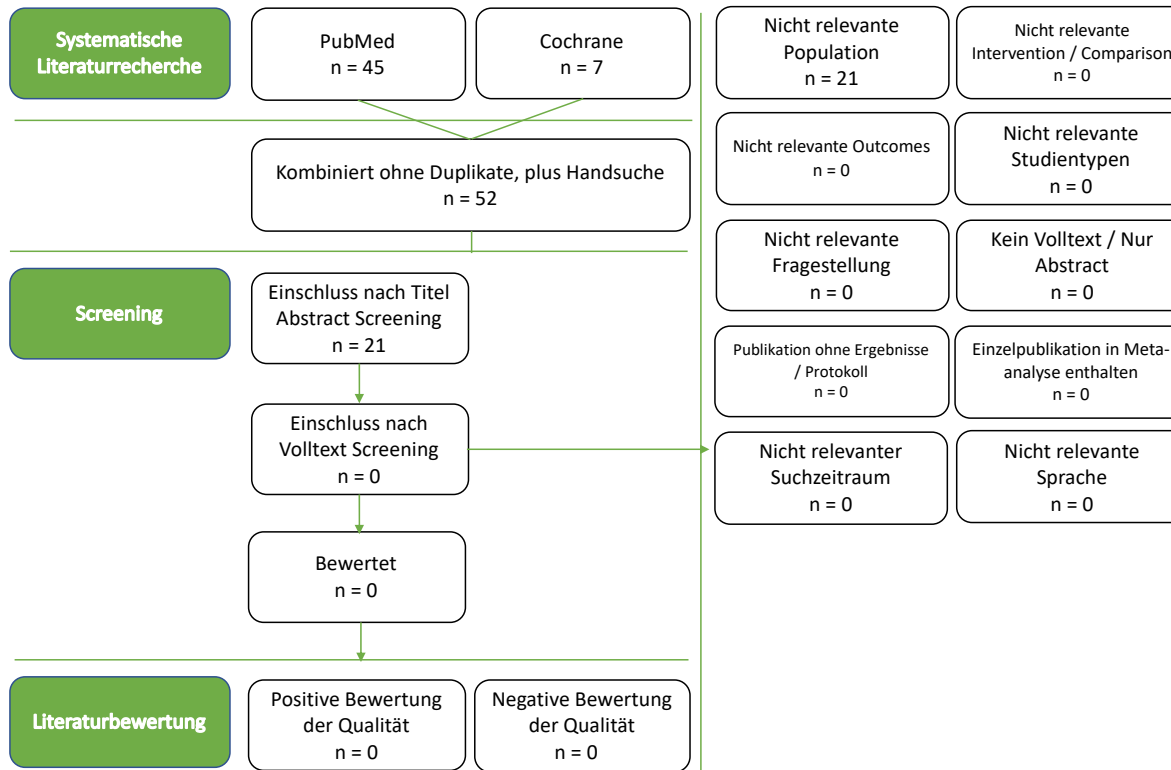 Systematische
Literaturrecherche
PubMed
n = 45
Cochrane
n = 7
Kombiniert ohne Duplikate, plus Handsuche
n = 52
Screening
Einschluss nach Titel
Abstract Screening
n = 21
Einschluss nach
Volltext Screening
n = 0
Bewertet
n = 0
Literaturbewertung
Positive Bewertung
der Qualität
n = 0
Negative Bewertung
der Qualität
n = 0
Nicht relevante
Population
n = 21
Nicht relevante
Intervention / Comparison
n = 0
Nicht relevante Outcomes
n = 0
Nicht relevante
Studientypen
n = 0
Nicht relevante
Fragestellung
n = 0
Kein Volltext / Nur
Abstract
n = 0
Publikation ohne Ergebnisse
/ Protokoll
n = 0
Einzelpublikation in Meta-
analyse enthalten
n = 0
Nicht relevanter
Suchzeitraum
n = 0
Nicht relevante
Sprache
n = 0